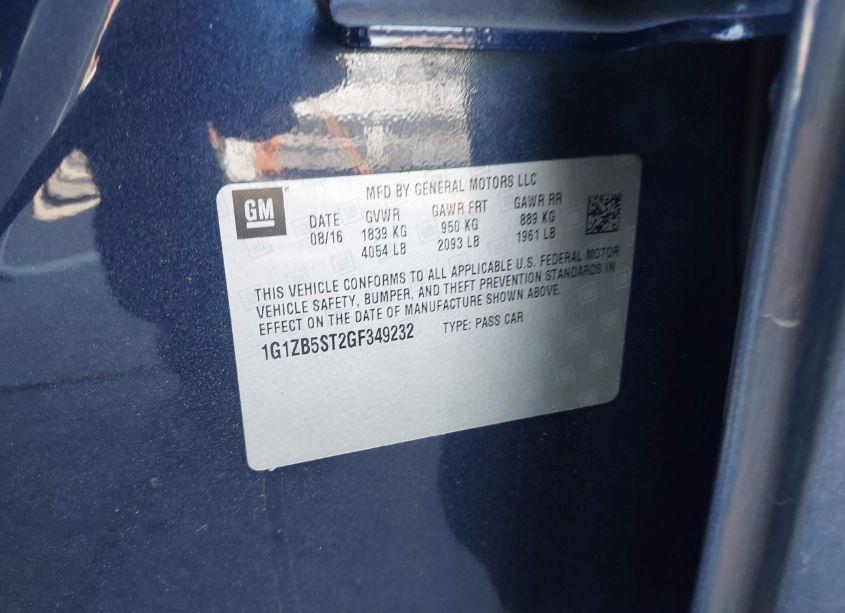 GM
MFD BY GENERAL MOTORS LLC
DATE GVWR GAWR FRT GAWR RR
08/16 1839 KG 950 KG 889 KG
4054 LB 2093 LB 1961 LB
THIS VEHICLE CONFORMS TO ALL APPLICABLE U.S. FEDERAL MOTOR
VEHICLE SAFETY, BUMPER, AND THEFT PREVENTION STANDARDS IN
EFFECT ON THE DATE OF MANUFACTURE SHOWN ABOVE.
1G1ZB5ST2GF349232 TYPE: PASS CAR